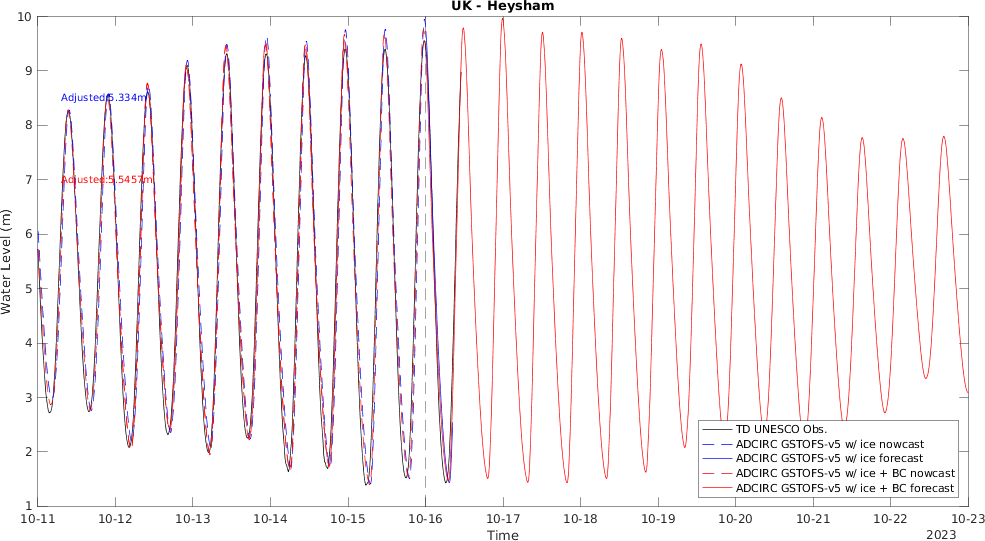 UK - Heysham
10
9
8
7
6
5
4
3
2
1
Water Level (m)
Adjusted:5.334m
Adjusted:5.5457m
TD UNESCO Obs.
ADCIRC GSTOFS-v5 w/ ice nowcast
ADCIRC GSTOFS-v5 w/ ice forecast
ADCIRC GSTOFS-v5 w/ ice + BC nowcast
ADCIRC GSTOFS-v5 w/ ice + BC forecast
10-11 10-12 10-13 10-14 10-15 10-16 10-17 10-18 10-19 10-20 10-21 10-22 10-23
Time
2023